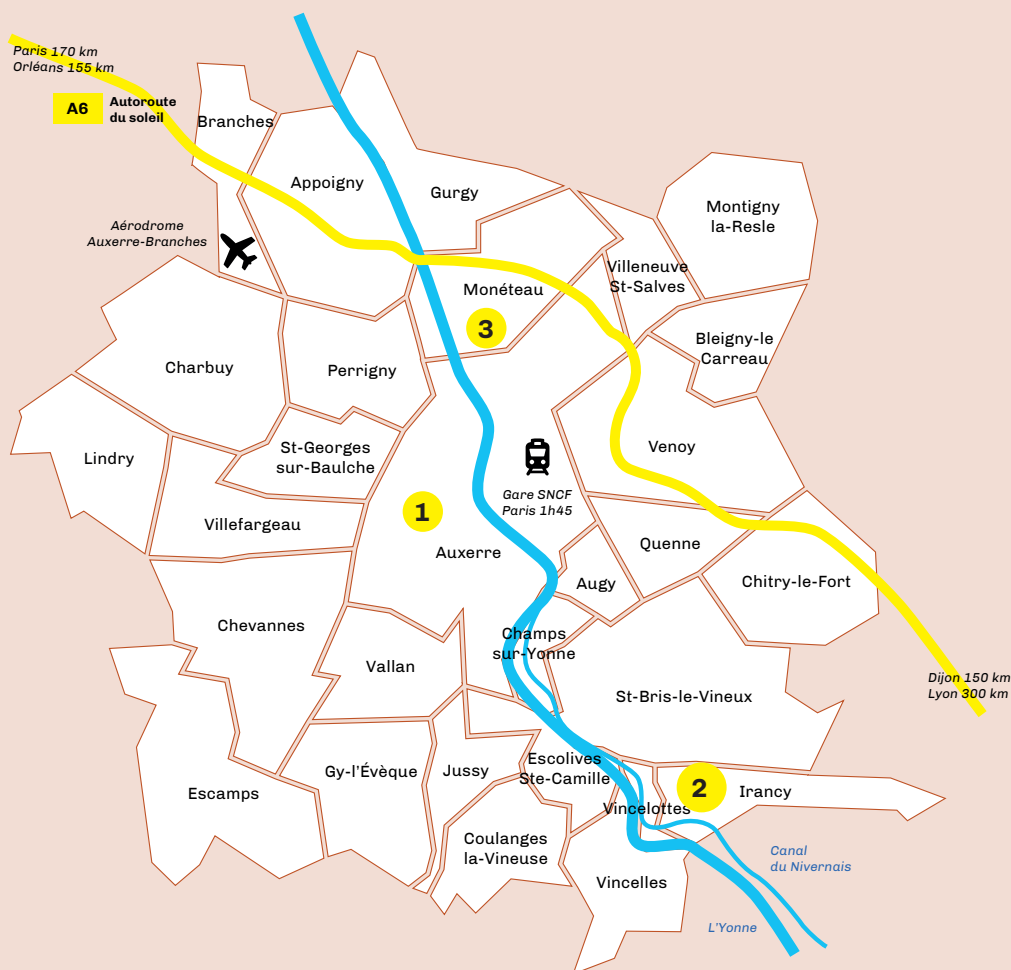 Paris 170 km
Orléans 155 km
A6
Autoroute
du soleil
Branches
Appoigny
Gurgy
Montigny
la-Resle
Aérodrome
Auxerre-Branches
Villeneuve
St-Salves
Monéteau
3
Bleigny-le
Carreau
Charbuy
Perrigny
Lindry
St-Georges
sur-Baulche
Venoy
Gare SNCF
Paris 1h45
1
Villefargeau
Auxerre
Quenne
Augy
Chitry-le-Fort
Chevannes
Champs
sur-Yonne
Vallan
St-Bris-le-Vineux
Dijon 150 km
Lyon 300 km
Escolives
Ste-Camille
Gy-l'Évèque
Jussy
2
Irancy
Escamps
Vincelottes
Coulanges
la-Vineuse
Canal
du Nivernais
Vincelles
L'Yonne